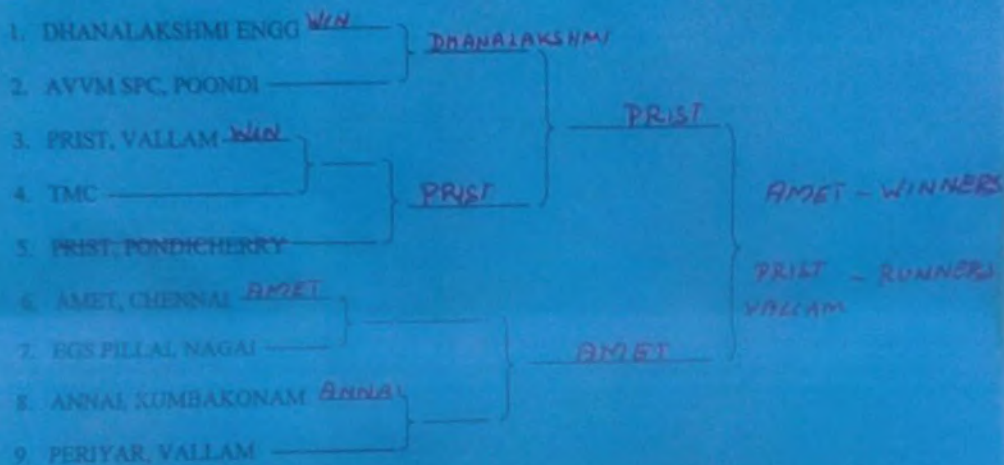 1. DHANALAKSHMI ENGG WIN
DHANALAKSHMI
2. AVVM SPC, POONDI
PRIST
3. PRIST, VALLAM WIN
4. TMC
PRIST
AMET - WINNERS
5. PRIST, PONDICHERRY
PRIST - RUNNERS
VALLAM
6. AMET, CHENNAI AMET
7. EGS PILLAI, NAGAI
AMET
8. ANNAI, KUMBAKONAM ANNAI
9. PERIYAR, VALLAM